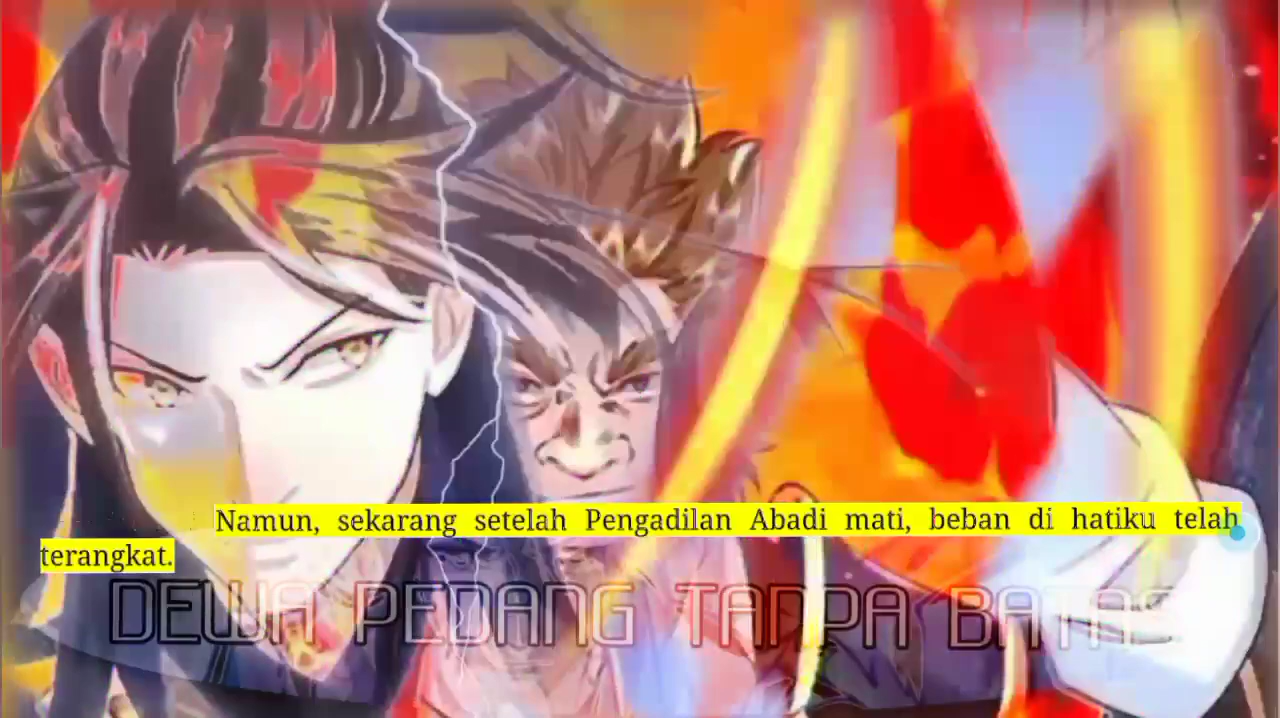 Namun, sekarang setelah Pengadilan Abadi mati, beban di hatiku telah
terangkat.
DEWA PEDANG TANPA BATAS